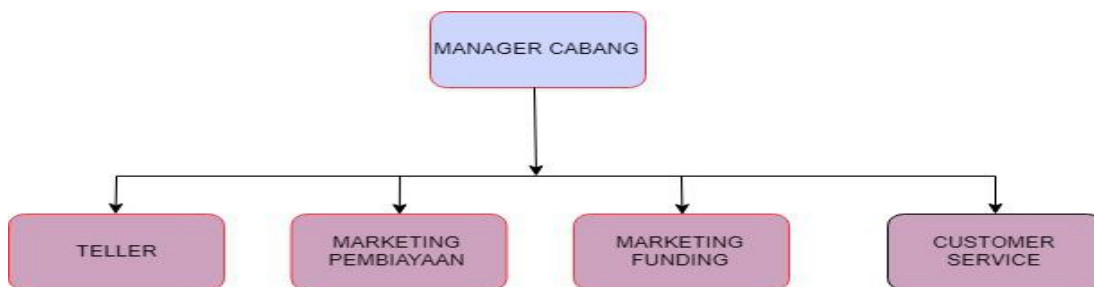 MANAGER CABANG
TELLER
MARKETING
PEMBIAYAAN
MARKETING
FUNDING
CUSTOMER
SERVICE